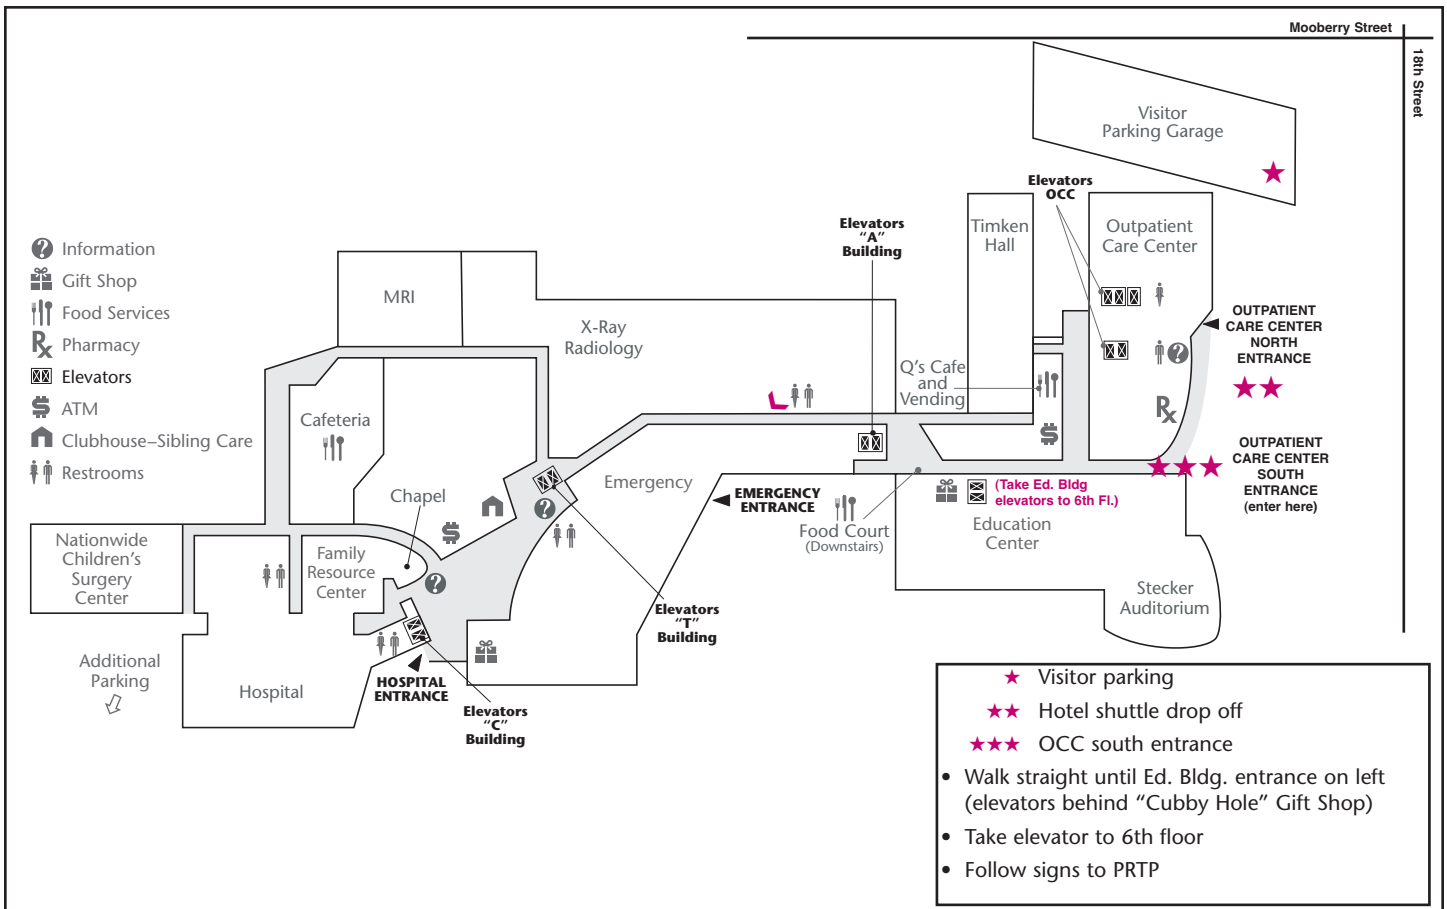 Mooberry Street
18th Street
Visitor
Parking Garage
Elevators
OCC
Elevators
“A”
Building
Timken
Hall
Outpatient
Care Center
Information
Gift Shop
Food Services
Pharmacy
Elevators
ATM
Clubhouse–Sibling Care
Restrooms
MRI
X-Ray
Radiology
OUTPATIENT
CARE CENTER
NORTH
ENTRANCE
Q’s Cafe
and
Vending
Rx
Cafeteria
OUTPATIENT
CARE CENTER
SOUTH
ENTRANCE
(enter here)
Emergency
EMERGENCY
ENTRANCE
(Take Ed. Bldg
elevators to 6th Fl.)
Chapel
Food Court
(Downstairs)
Education
Center
Nationwide
Children’s
Surgery
Center
Family
Resource
Center
Stecker
Auditorium
Elevators
“T”
Building
Additional
Parking
Hospital
HOSPITAL
ENTRANCE
Elevators
“C”
Building
Visitor parking
Hotel shuttle drop off
OCC south entrance
• Walk straight until Ed. Bldg. entrance on left
(elevators behind “Cubby Hole” Gift Shop)
• Take elevator to 6th floor
• Follow signs to PRTP